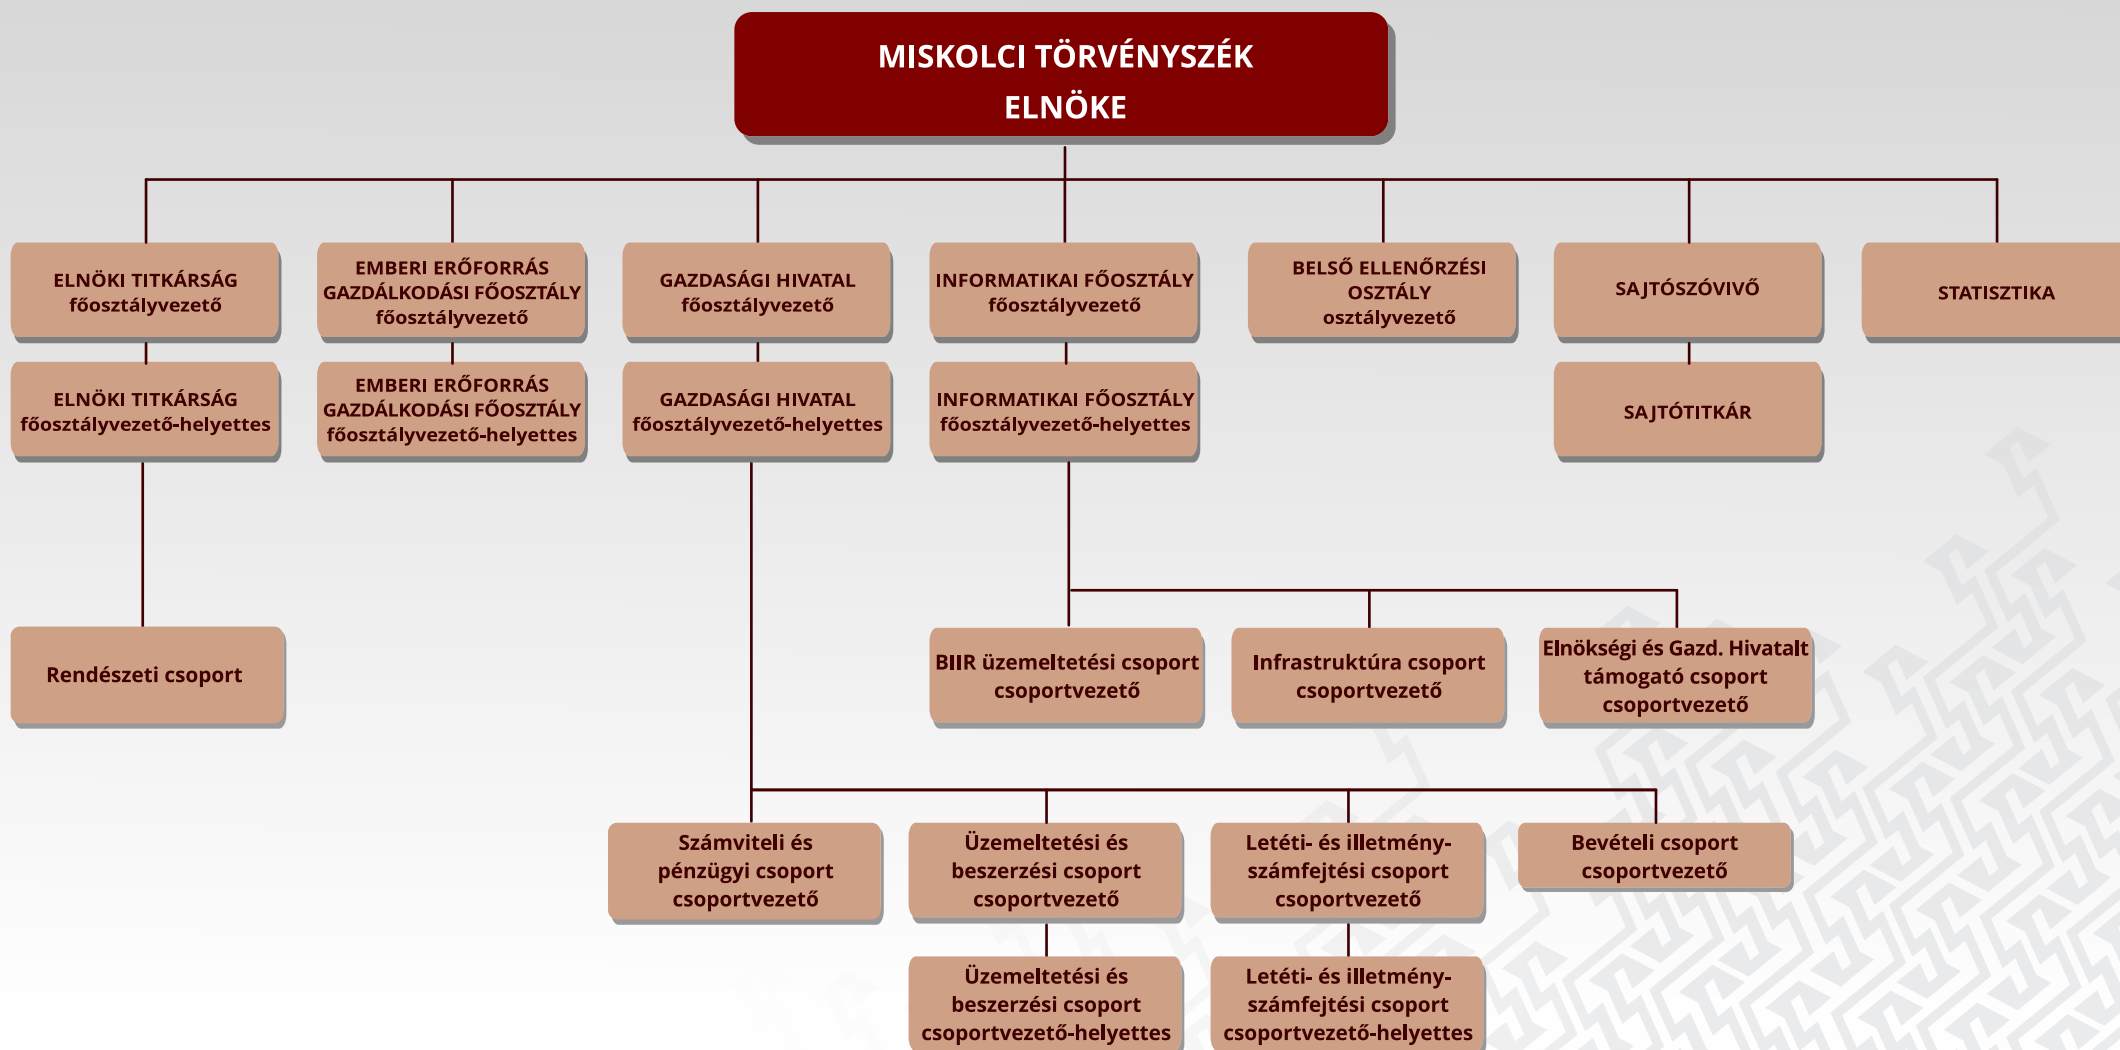 MISKOLCI TÖRVÉNYSZÉK
ELNÖKE
ELNÖKI TITKÁRSÁG
főosztályvezető
EMBERI ERŐFORRÁS
GAZDÁLKODÁSI FŐOSZTÁLY
főosztályvezető
GAZDASÁGI HIVATAL
főosztályvezető
INFORMATIKAI FŐOSZTÁLY
főosztályvezető
BELSŐ ELLENŐRZÉSI
OSZTÁLY
osztályvezető
SAJTÓSZÓVIVŐ
STATISZTIKA
ELNÖKI TITKÁRSÁG
főosztályvezető-helyettes
EMBERI ERŐFORRÁS
GAZDÁLKODÁSI FŐOSZTÁLY
főosztályvezető-helyettes
GAZDASÁGI HIVATAL
főosztályvezető-helyettes
INFORMATIKAI FŐOSZTÁLY
főosztályvezető-helyettes
SAJTÓTITKÁR
Rendészeti csoport
BIIR üzemeltetési csoport
csoportvezető
Infrastruktúra csoport
csoportvezető
Elnökségi és Gazd. Hivatalt
támogató csoport
csoportvezető
Számviteli és
pénzügyi csoport
csoportvezető
Üzemeltetési és
beszerzési csoport
csoportvezető
Letéti- és illetmény-
számfejtési csoport
csoportvezető
Bevételi csoport
csoportvezető
Üzemeltetési és
beszerzési csoport
csoportvezető-helyettes
Letéti- és illetmény-
számfejtési csoport
csoportvezető-helyettes